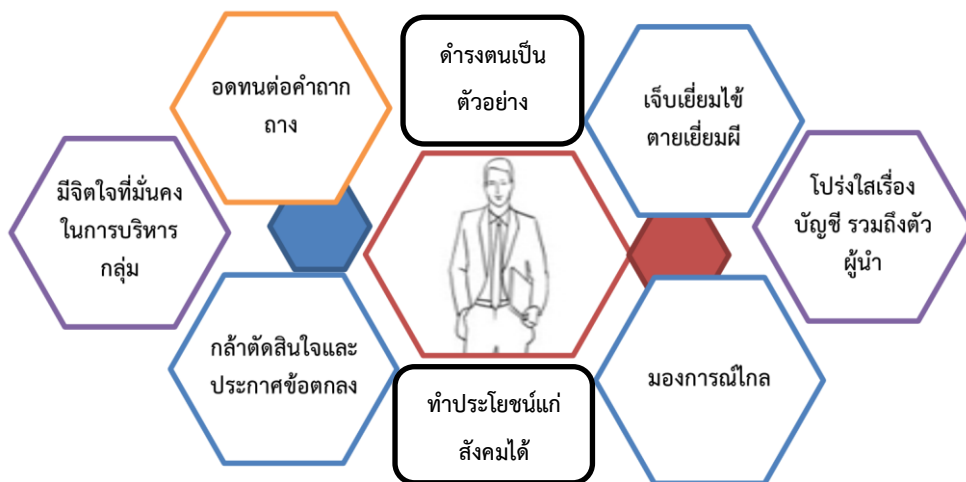 อดทนต่อคำถาก
ถาง
ดำรงตนเป็น
ตัวอย่าง
เจ็บเยี่ยมไข้
ตายเยี่ยมผี
มีจิตใจที่มั่นคง
ในการบริหาร
กลุ่ม
โปร่งใสเรื่อง
บัญชี รวมถึงตัว
ผู้นำ
กล้าตัดสินใจและ
ประกาศข้อตกลง
ทำประโยชน์แก่
สังคมได้
มองการณ์ไกล